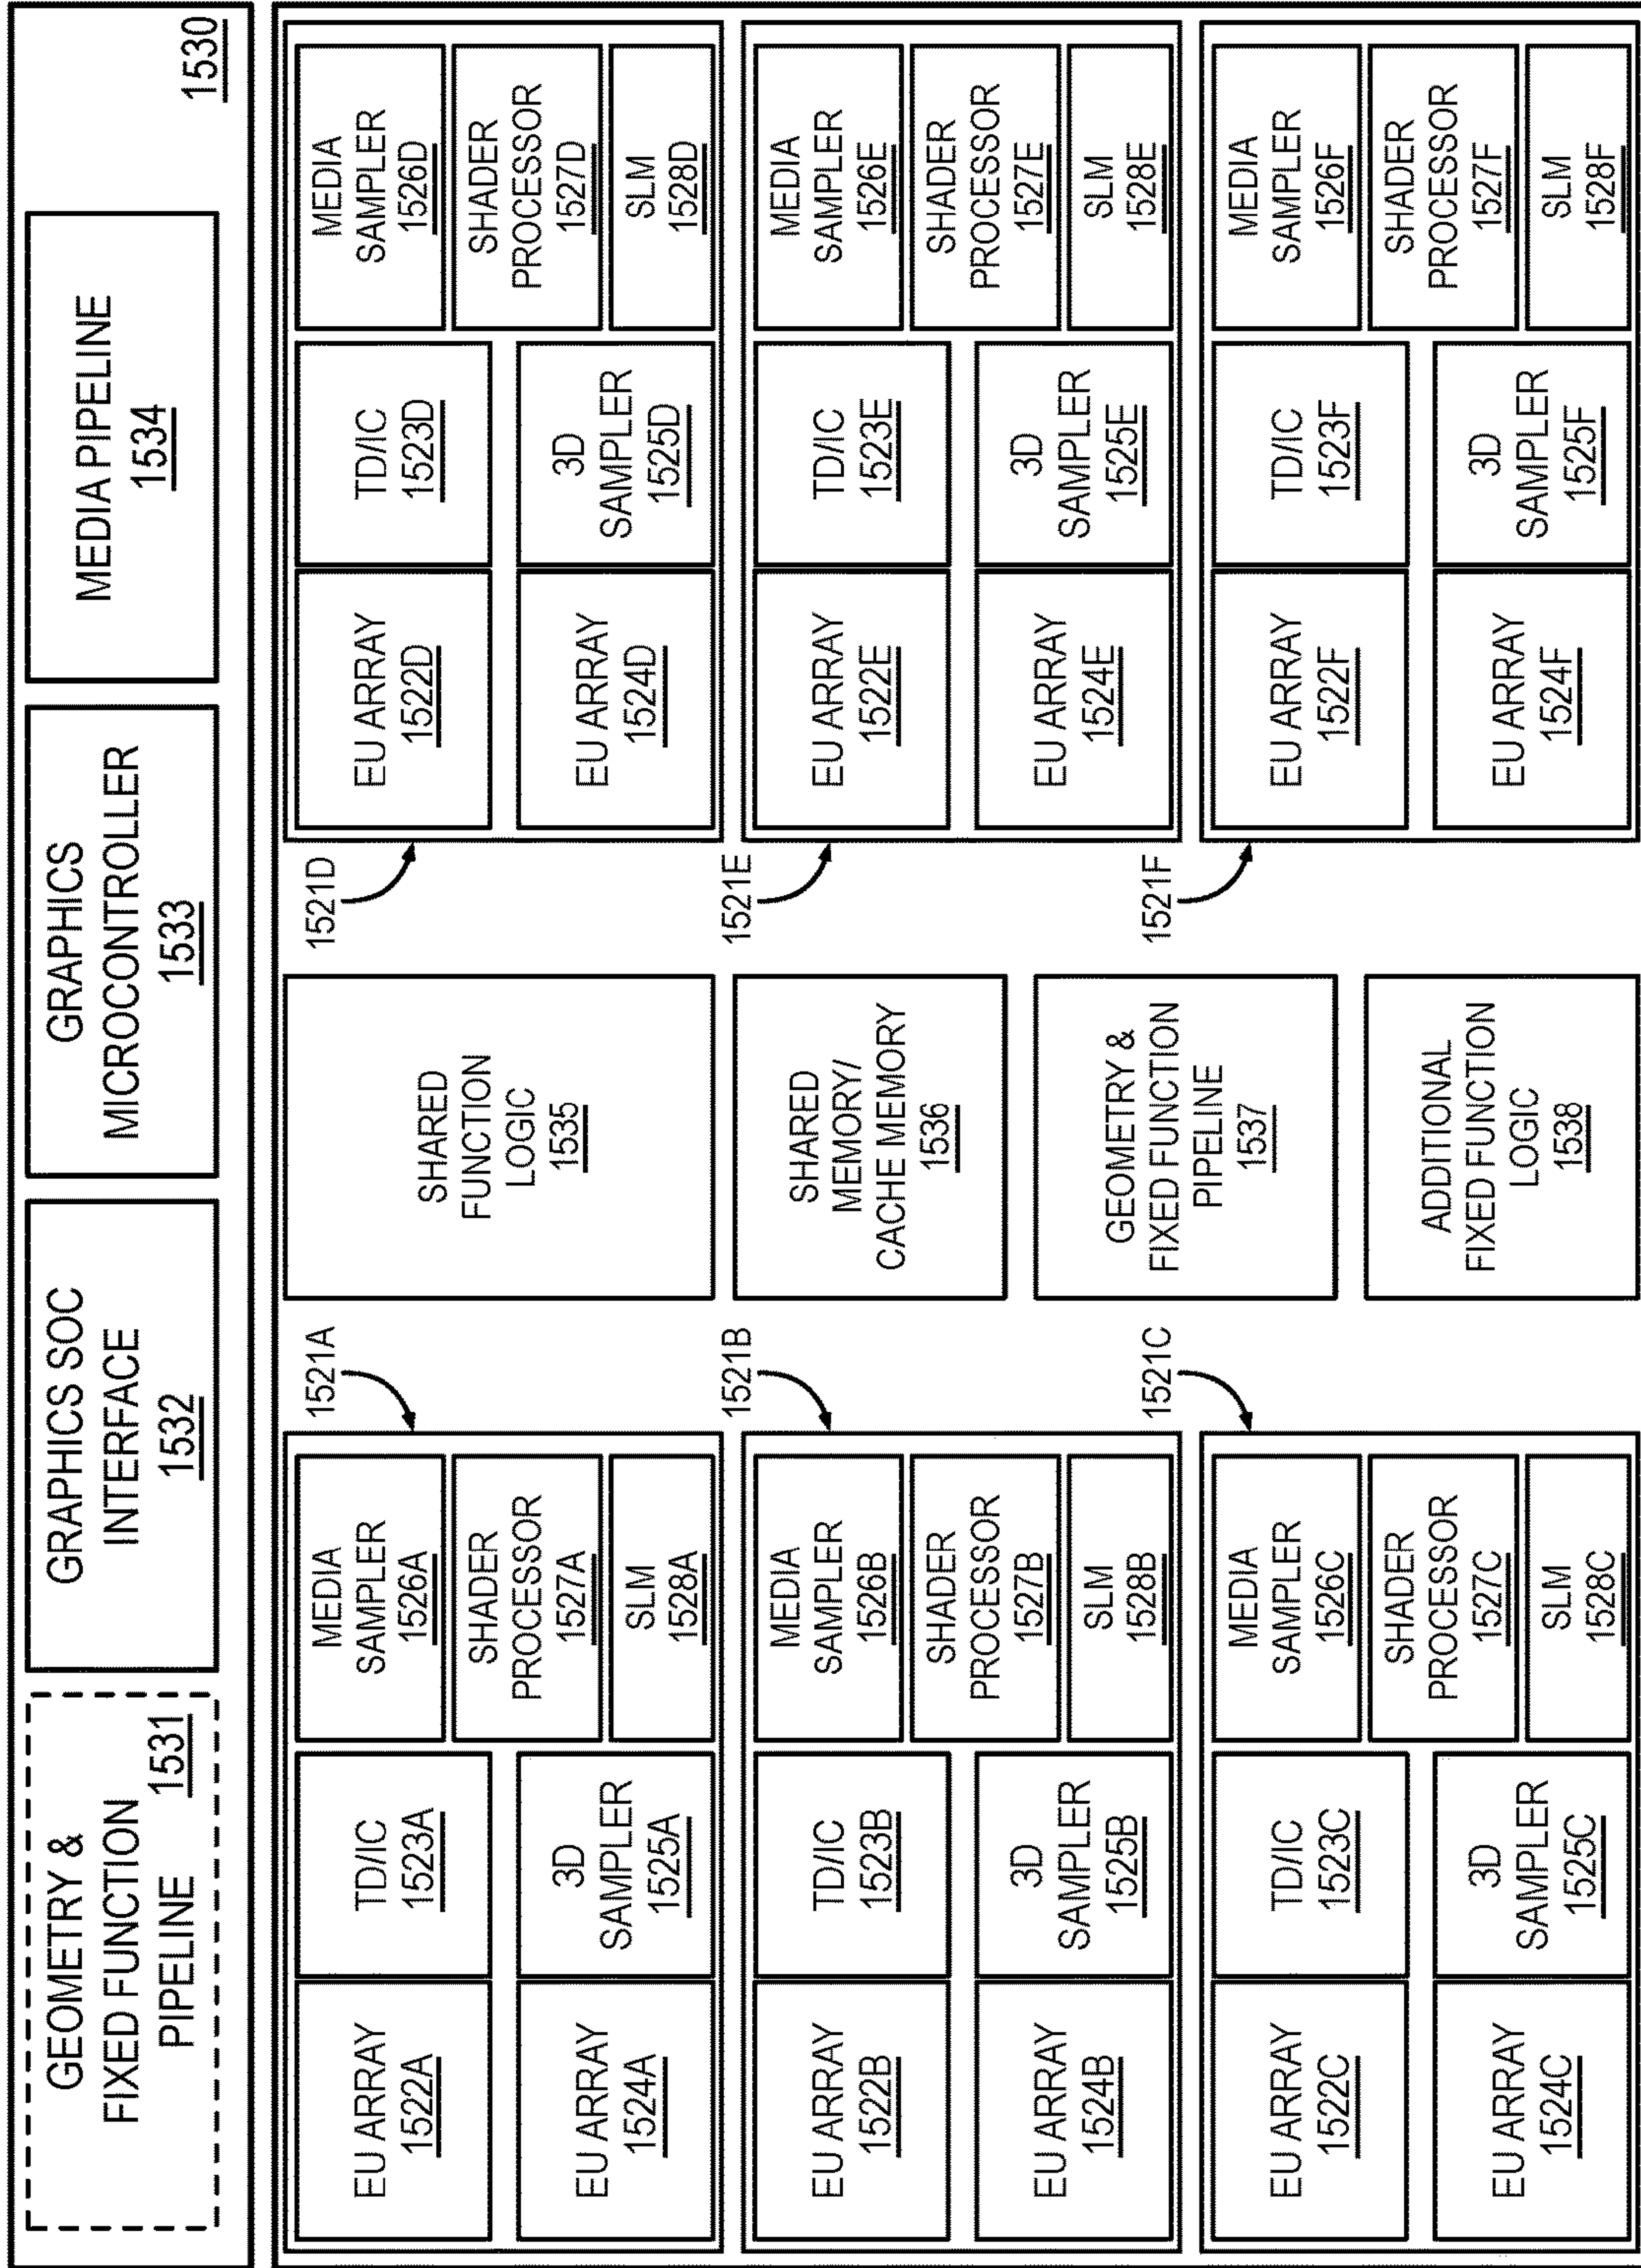 GEOMETRY &
FIXED FUNCTION
PIPELINE
1531
GRAPHICS SOC
INTERFACE
1532
GRAPHICS
MICROCONTROLLER
1533
MEDIA PIPELINE
1534
1530
EU ARRAY
1522A
TD/IC
1523A
MEDIA
SAMPLER
1526A
EU ARRAY
1524A
3D
SAMPLER
1525A
SHADER
PROCESSOR
1527A
SLM
1528A
1521A
SHARED
FUNCTION
LOGIC
1535
1521D
EU ARRAY
1522D
TD/IC
1523D
MEDIA
SAMPLER
1526D
EU ARRAY
1524D
3D
SAMPLER
1525D
SHADER
PROCESSOR
1527D
SLM
1528D
EU ARRAY
1522B
TD/IC
1523B
MEDIA
SAMPLER
1526B
EU ARRAY
1524B
3D
SAMPLER
1525B
SHADER
PROCESSOR
1527B
SLM
1528B
1521B
SHARED
MEMORY/
CACHE MEMORY
1536
1521E
EU ARRAY
1522E
TD/IC
1523E
MEDIA
SAMPLER
1526E
EU ARRAY
1524E
3D
SAMPLER
1525E
SHADER
PROCESSOR
1527E
SLM
1528E
GEOMETRY &
FIXED FUNCTION
PIPELINE
1537
EU ARRAY
1522C
TD/IC
1523C
MEDIA
SAMPLER
1526C
EU ARRAY
1524C
3D
SAMPLER
1525C
SHADER
PROCESSOR
1527C
SLM
1528C
1521C
ADDITIONAL
FIXED FUNCTION
LOGIC
1538
1521F
EU ARRAY
1522F
TD/IC
1523F
MEDIA
SAMPLER
1526F
EU ARRAY
1524F
3D
SAMPLER
1525F
SHADER
PROCESSOR
1527F
SLM
1528F